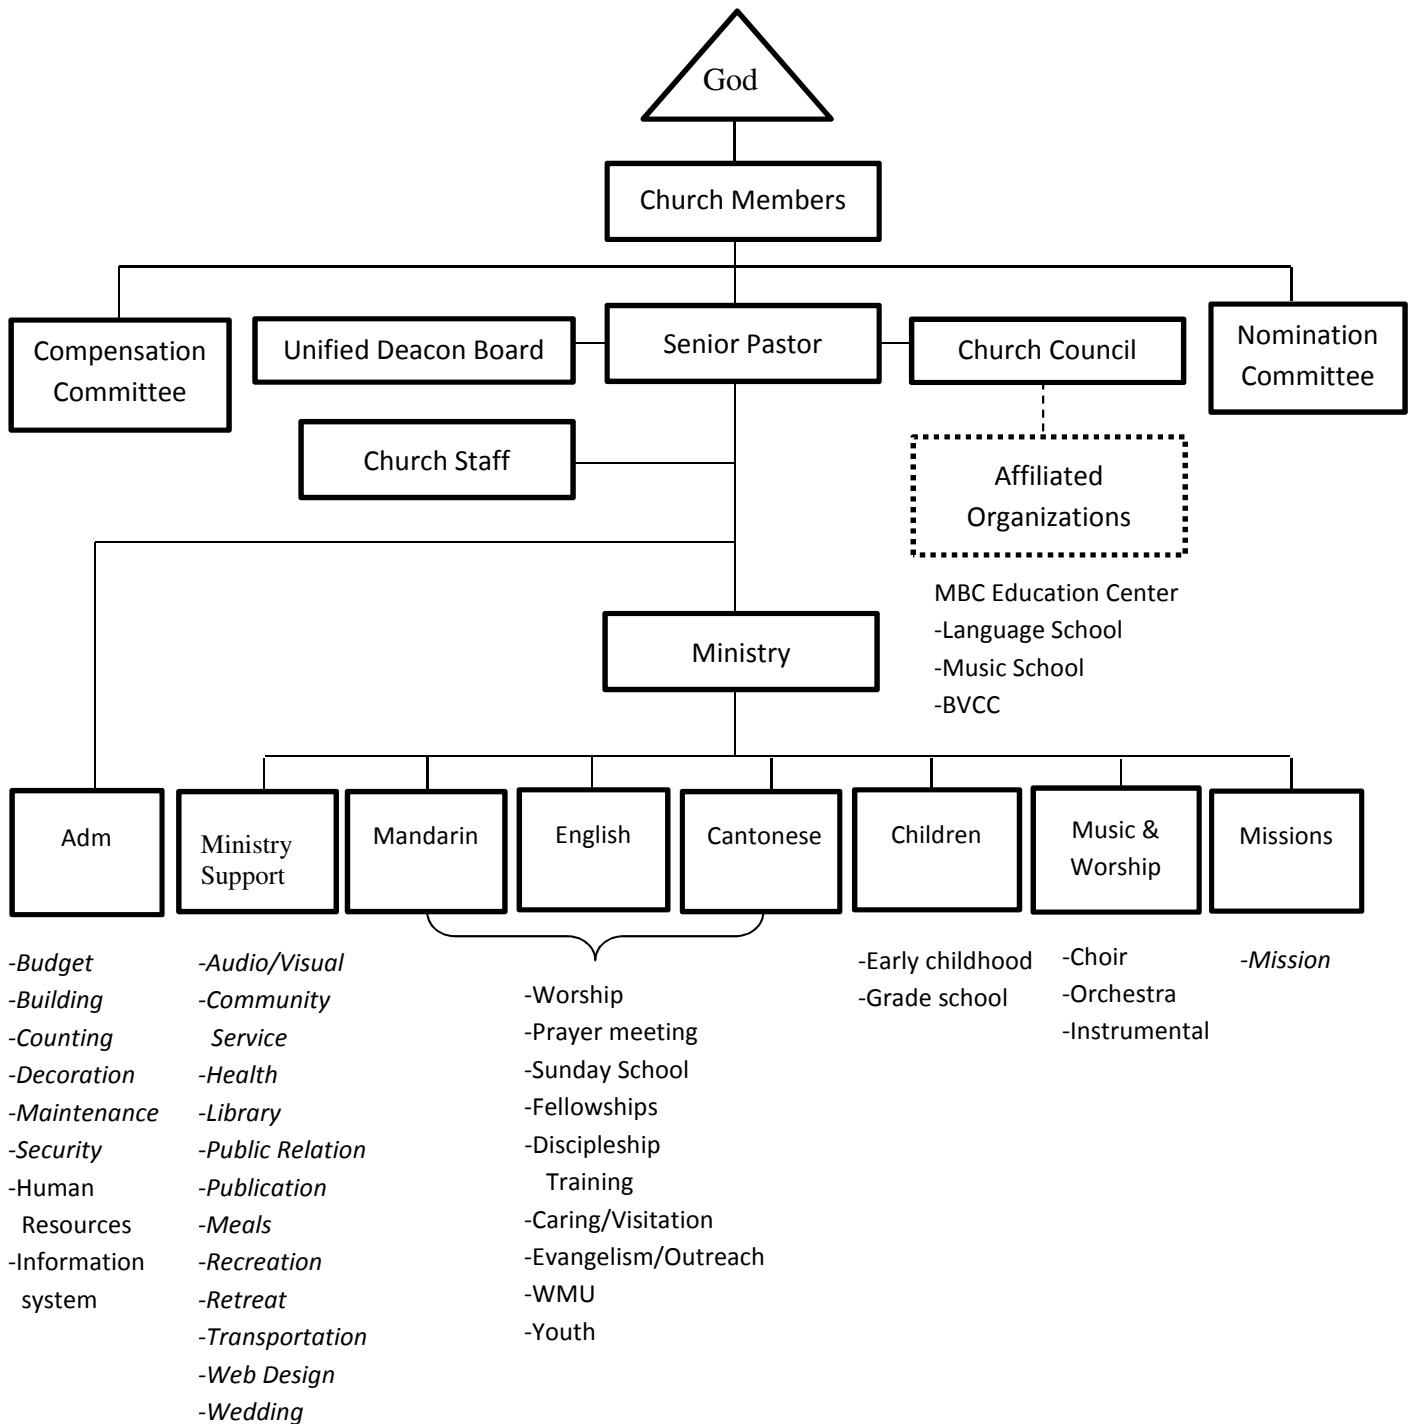 God
Church Members
Compensation
Committee
Unified Deacon Board
Senior Pastor
Church Council
Nomination
Committee
Church Staff
Affiliated
Organizations
MBC Education Center
-Language School
-Music School
-BVCC
Ministry
Adm
Ministry
Support
Mandarin
English
Cantonese
Children
Music &
Worship
Missions
-Budget
-Building
-Counting
-Decoration
-Maintenance
-Security
-Human
Resources
-Information
system
-Audio/Visual
-Community
Service
-Health
-Library
-Public Relation
-Publication
-Meals
-Recreation
-Retreat
-Transportation
-Web Design
-Wedding
-Worship
-Prayer meeting
-Sunday School
-Fellowships
-Discipleship
Training
-Caring/Visitation
-Evangelism/Outreach
-WMU
-Youth
-Early childhood
-Grade school
-Choir
-Orchestra
-Instrumental
-Mission